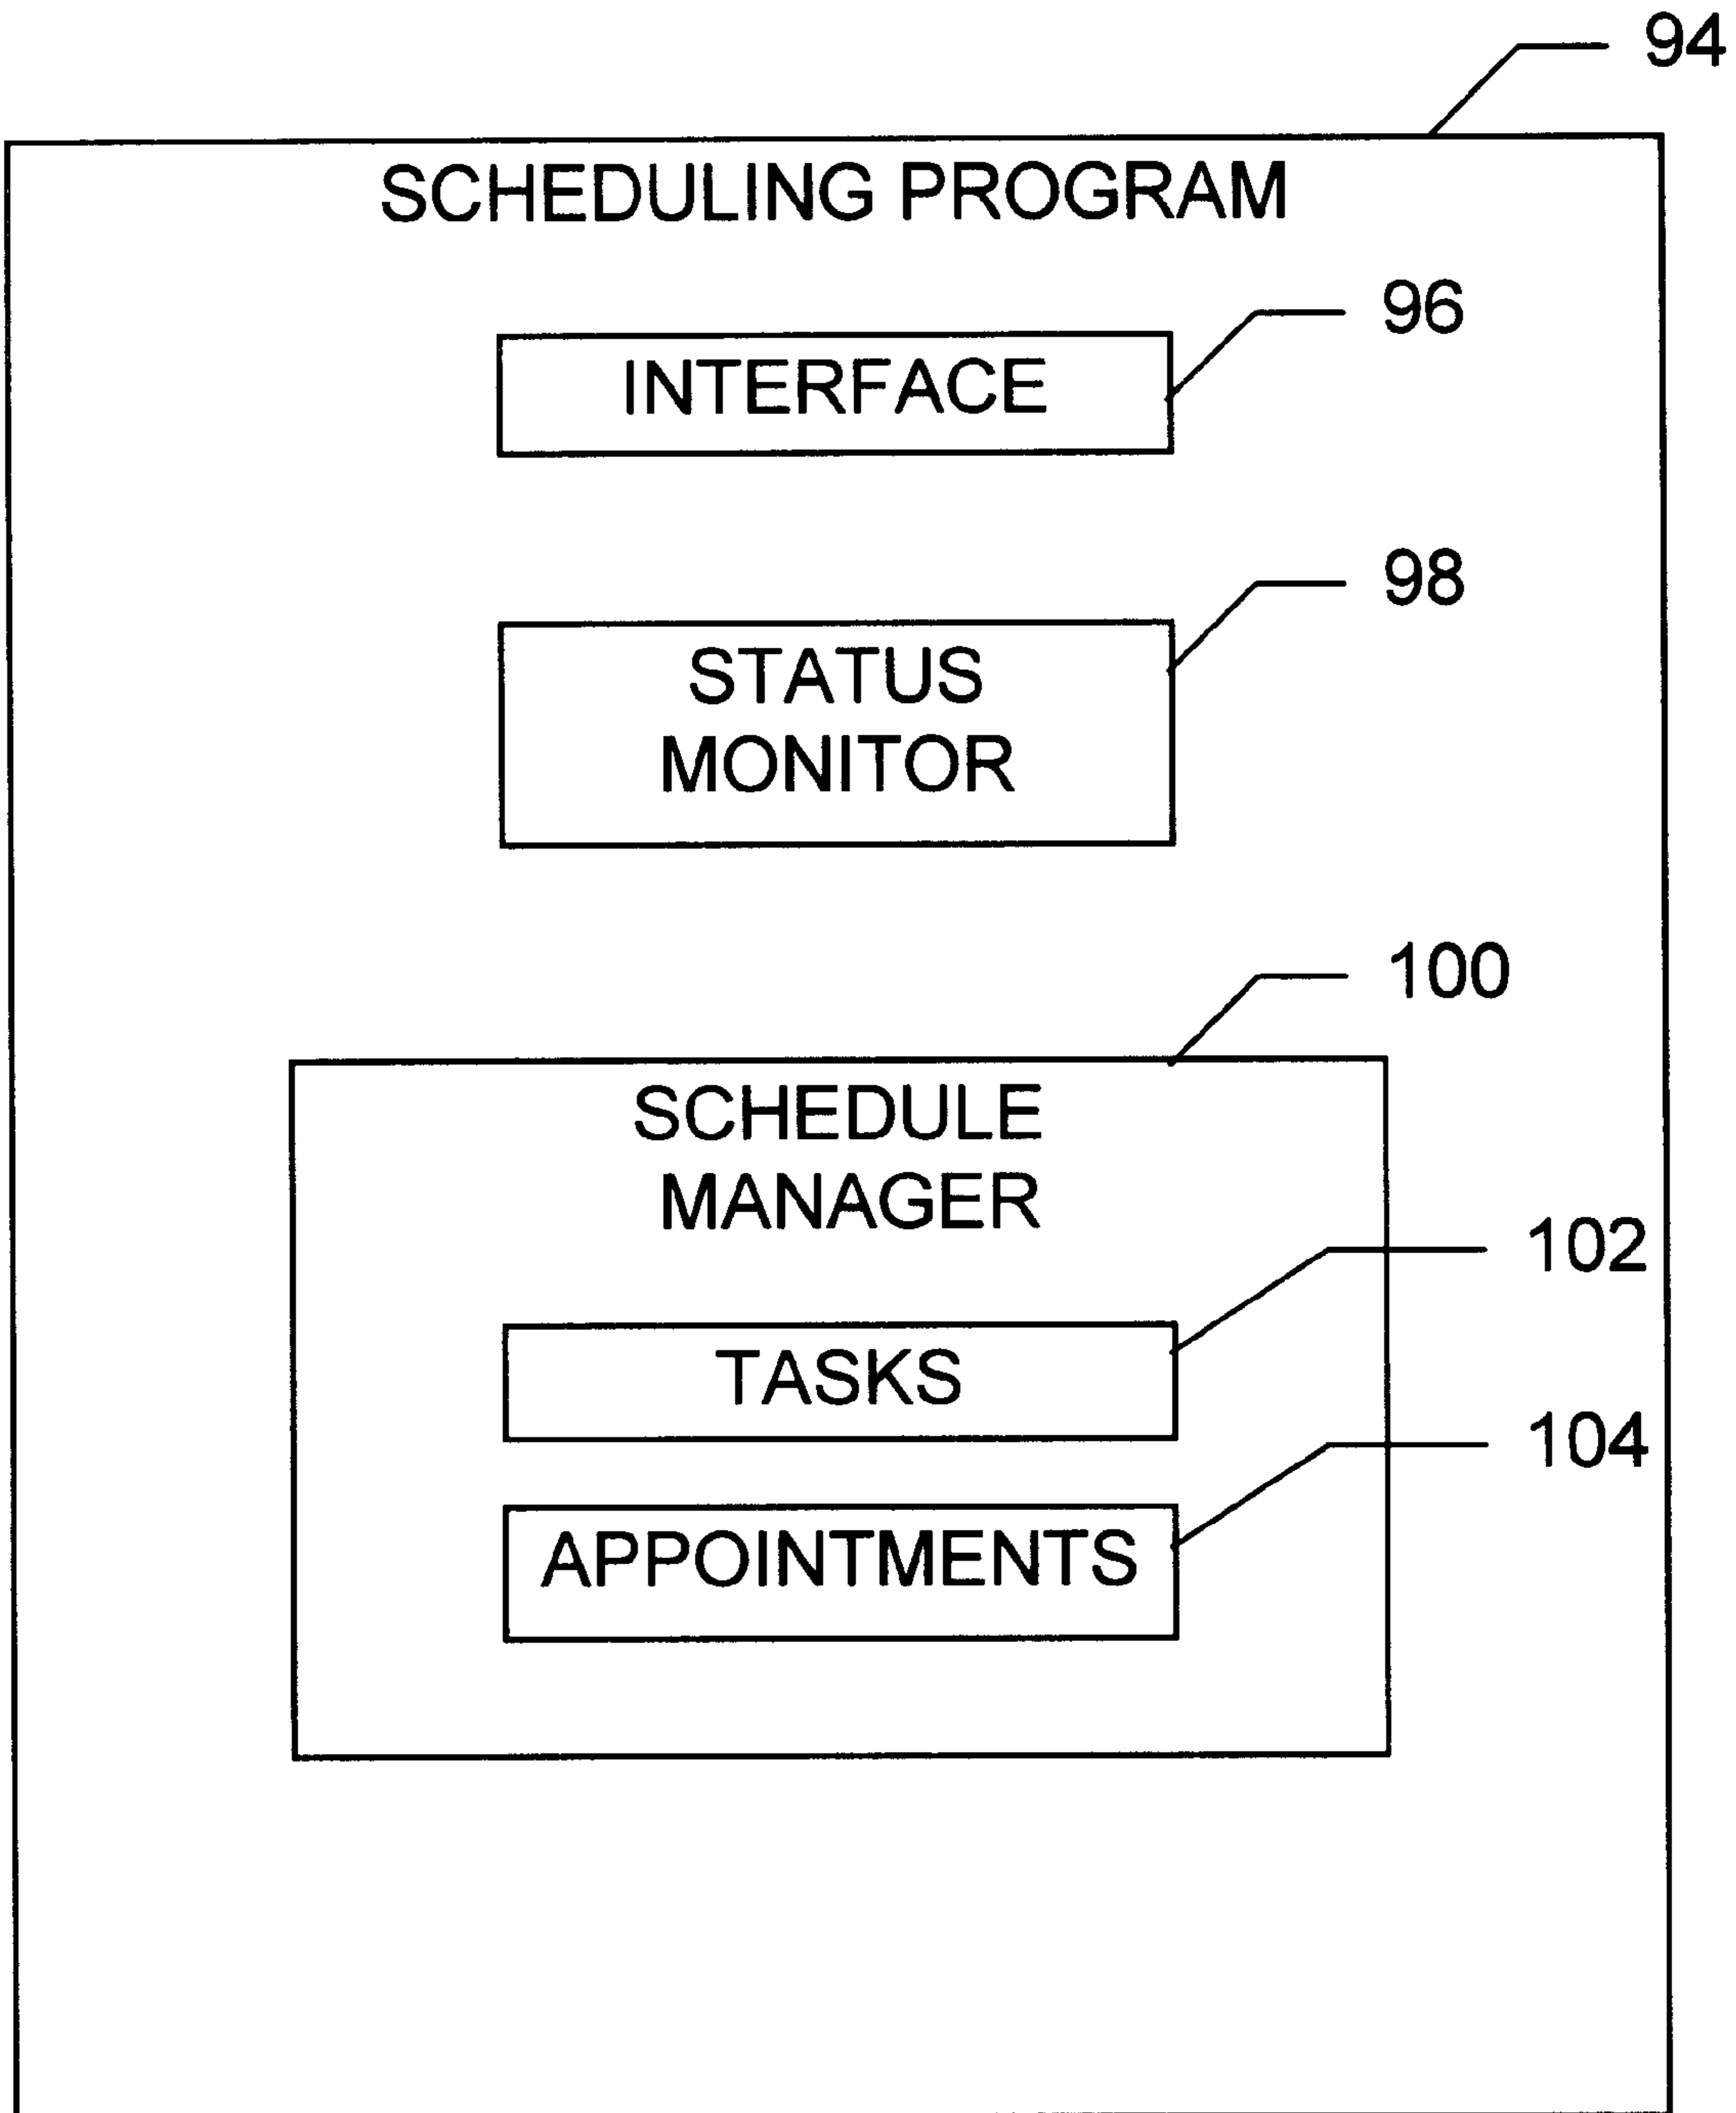 94
SCHEDULING PROGRAM
96
INTERFACE
98
STATUS
MONITOR
100
SCHEDULE
MANAGER
102
TASKS
104
APPOINTMENTS